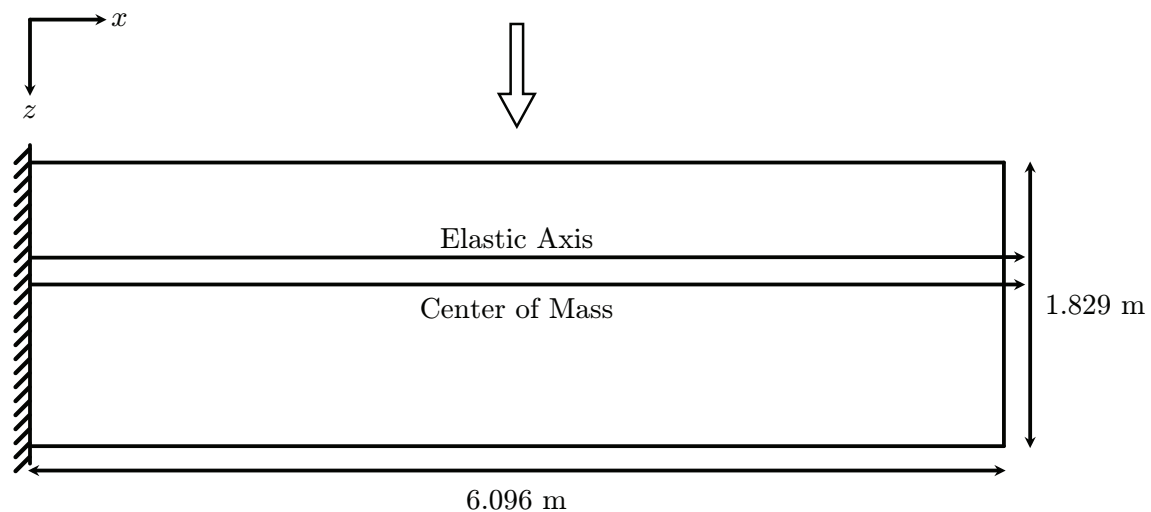 x
z
Elastic Axis
Center of Mass
1.829 m
6.096 m